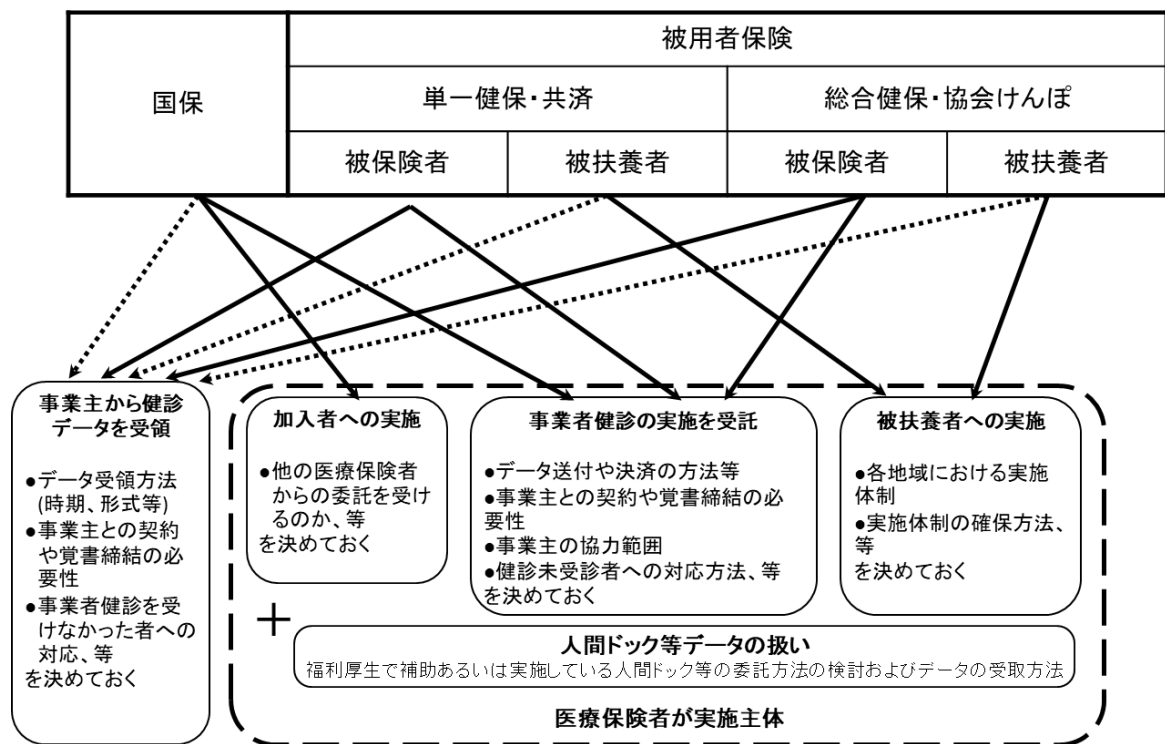 国保
被用者保険
単一健保・共済
総合健保・協会けんぽ
被保険者
被扶養者
被保険者
被扶養者
事業主から健診
データを受領
●データ受領方法
(時期、形式等)
●事業主との契約
や覚書締結の必
要性
●事業者健診を受
けなかった者への
対応、等
を決めておく
加入者への実施
●他の医療保険者
からの委託を受け
るのか、等
を決めておく
事業者健診の実施を受託
●データ送付や決済の方法等
●事業主との契約や覚書締結の必
要性
●事業主の協力範囲
●健診未受診者への対応方法、等
を決めておく
被扶養者への実施
●各地域における実施
体制
●実施体制の確保方法、
等
を決めておく
＋
人間ドック等データの扱い
福利厚生で補助あるいは実施している人間ドック等の委託方法の検討およびデータの受取方法
医療保険者が実施主体